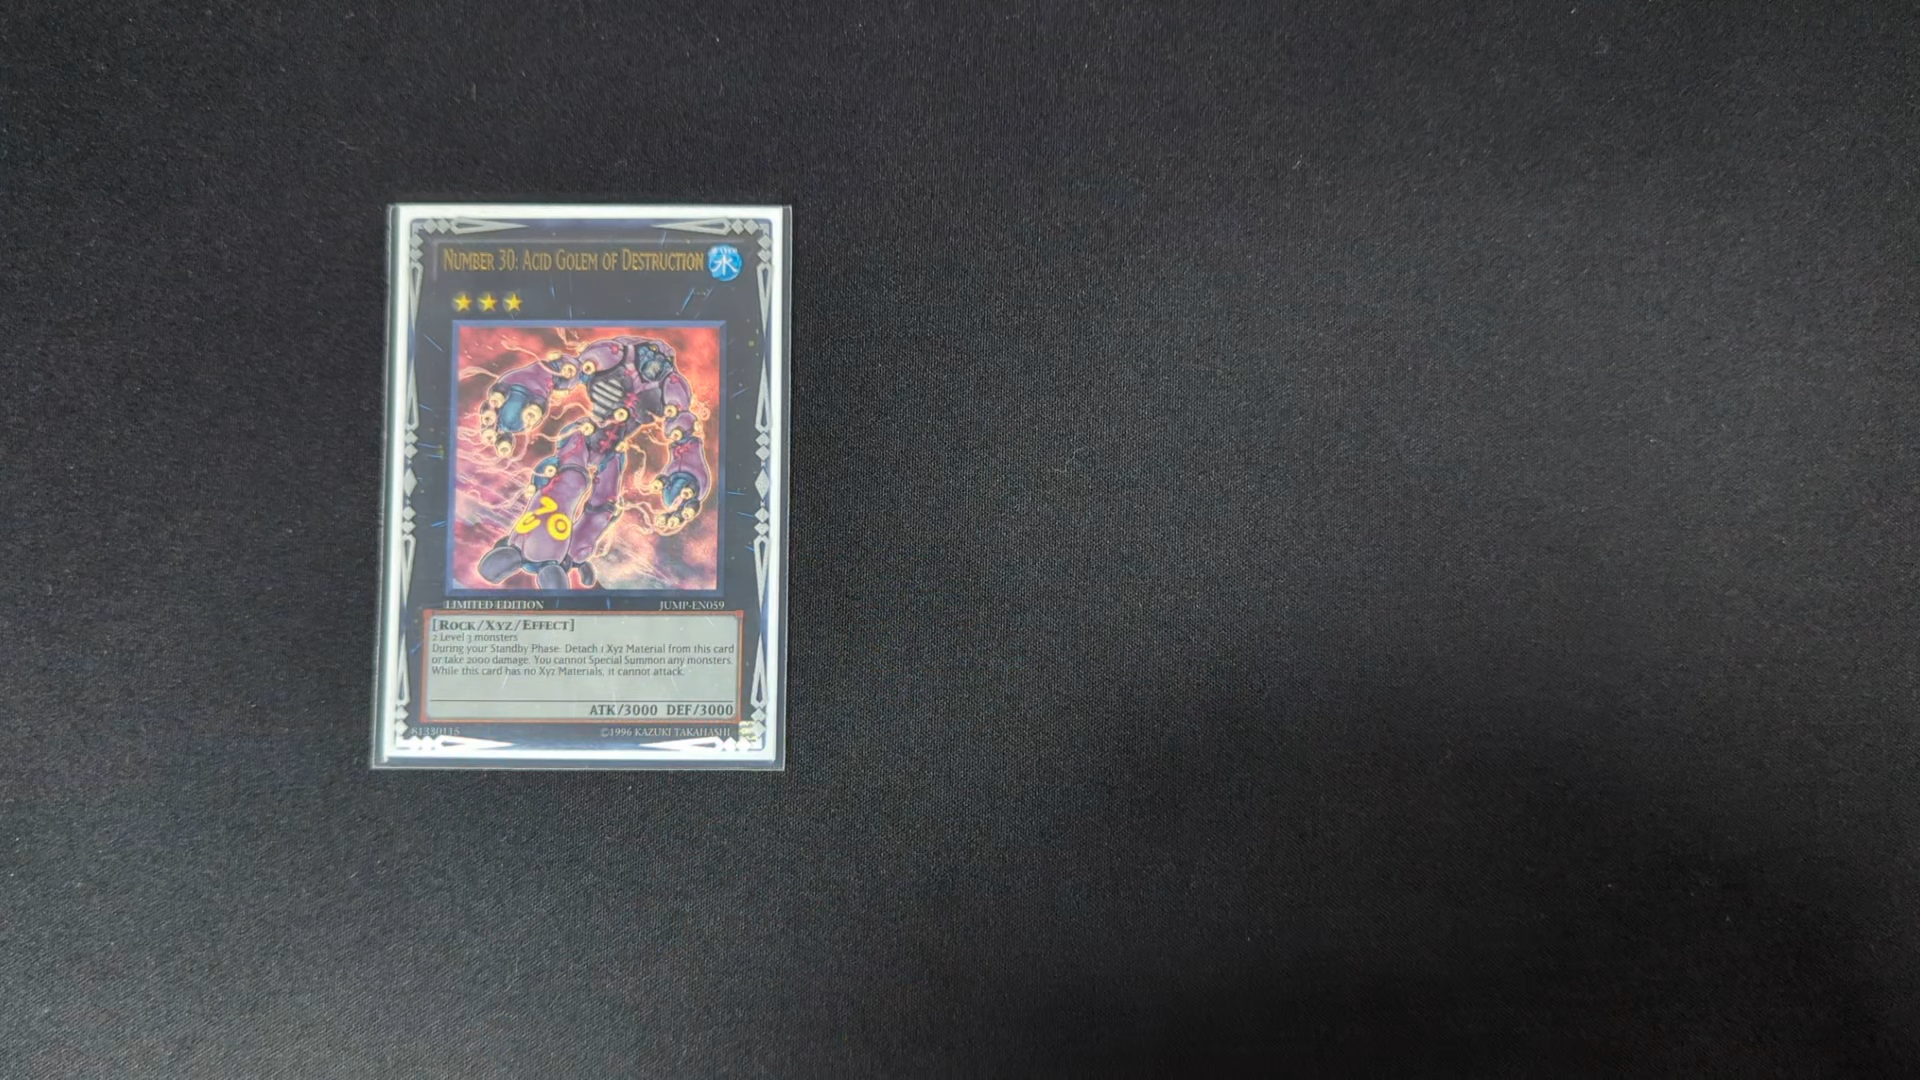 Number 30: Acid Golem of Destruction
水
LIMITED EDITION JUMP-EN059
[Rock/Xyz/Effect]
2 Level 3 monsters
During your Standby Phase: Detach 1 Xyz Material from this card
or take 2000 damage. You cannot Special Summon any monsters.
While this card has no Xyz Materials, it cannot attack.
ATK/3000 DEF/3000
81330115 ©1996 KAZUKI TAKAHASHI